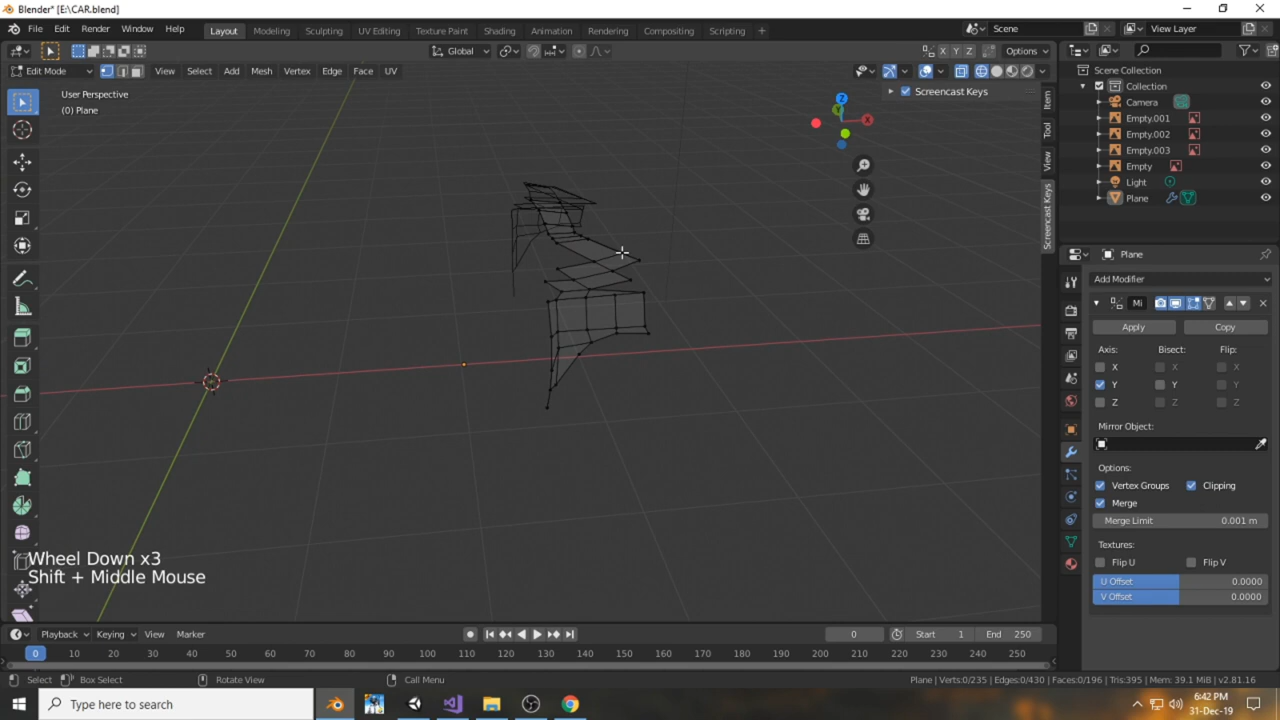 Blender* [E:\CAR.blend]
File Edit Render Window Help Layout Modeling Sculpting UV Editing Texture Paint Shading Animation Rendering Compositing Scripting Scene View Layer
Global Options
Edit Mode View Select Add Mesh Vertex Edge Face UV
X Y Z
User Perspective
(0) Plane
Screencast Keys
Item
Tool
View
Screencast Keys
Z
Y
X
Wheel Down x3
Shift + Middle Mouse
Scene Collection
Collection
Camera
Empty.001
Empty.002
Empty.003
Empty
Light
Plane
Plane
Add Modifier
Mi
Apply Copy
Axis: Bisect: Flip:
X X X
Y Y Y
Z Z Z
Mirror Object:
Options:
Vertex Groups Clipping
Merge
Merge Limit 0.001 m
Textures:
Flip U Flip V
U Offset 0.0000
V Offset 0.0000
Playback Keying View Marker 0 Start 1 End 250
0 10 20 30 40 50 60 70 80 90 100 110 120 130 140 150 160 170 180 190 200 210 220 230 240 250
Select Box Select Rotate View Call Menu Plane | Verts:0/235 | Edges:0/430 | Faces:0/196 | Tris:395 | Mem: 39.1 MiB | v2.81.16
Type here to search
6:42 PM
31-Dec-19